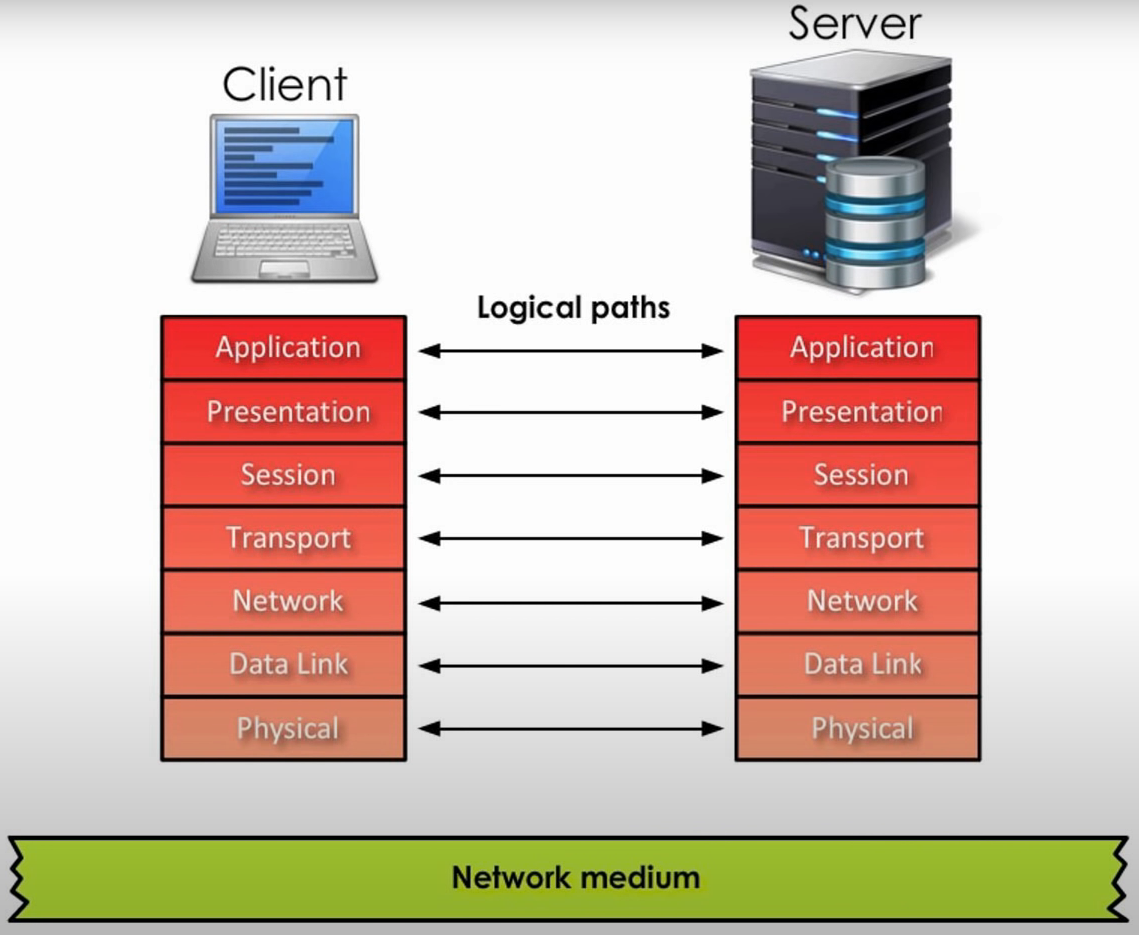 Server
Client
Logical paths
Application
Application
Presentation
Presentation
Session
Session
Transport
Transport
Network
Network
Data Link
Data Link
Physical
Physical
Network medium